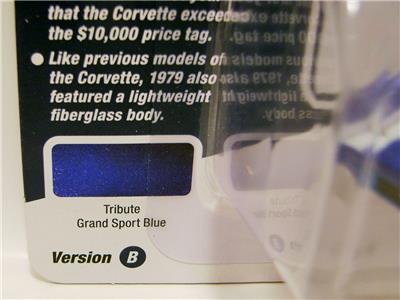 that the Corvette exceed
the $10,000 price tag.
Like previous models of
the Corvette, 1979 also
featured a lightweight
fiberglass body.
Tribute
Grand Sport Blue
Version B